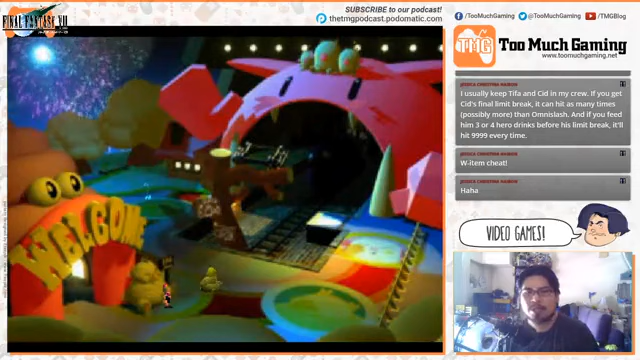 FINAL FANTASY VII
SUBSCRIBE to our podcast!
thetmgpodcast.podomatic.com
/TooMuchGaming
@TooMuchGaming
/TMGBlog
TMG
Too Much Gaming
www.toomuchgaming.net
I usually keep Tifa and Cid in my crew. If you get
Cid's final limit break, it can hit as many times
(possibly more) than Omnislash. And if you feed
him 3 or 4 hero drinks before his limit break, it'll
hit 9999 every time.
W-item cheat!
Haha
VIDEO GAMES!
WELCOME